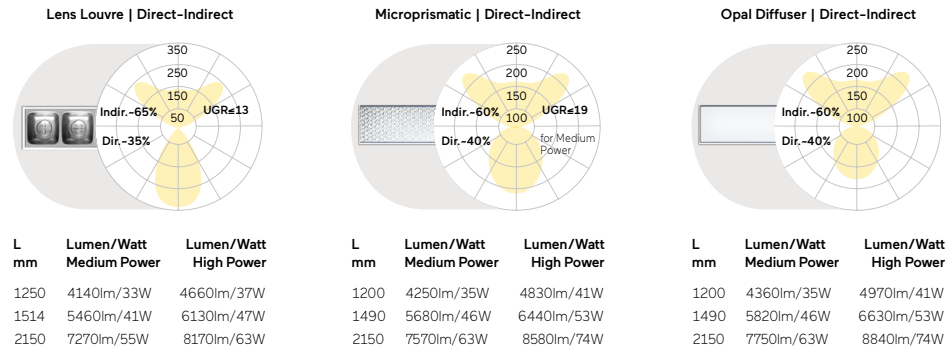 Lens Louvre | Direct-Indirect
350
250
150
50
Indir.~65%
UGR≤13
Dir.~35%
L Lumen/Watt Lumen/Watt
mm Medium Power High Power
1250 4140lm/33W 4660lm/37W
1514 5460lm/41W 6130lm/47W
2150 7270lm/55W 8170lm/63W
Microprismatic | Direct-Indirect
250
200
150
100
Indir.~60%
UGR≤19
Dir.~40%
for Medium
Power
L Lumen/Watt Lumen/Watt
mm Medium Power High Power
1200 4250lm/35W 4830lm/41W
1490 5680lm/46W 6440lm/53W
2150 7570lm/63W 8580lm/74W
Opal Diffuser | Direct-Indirect
250
200
150
100
Indir.~60%
Dir.~40%
L Lumen/Watt Lumen/Watt
mm Medium Power High Power
1200 4360lm/35W 4970lm/41W
1490 5820lm/46W 6630lm/53W
2150 7750lm/63W 8840lm/74W